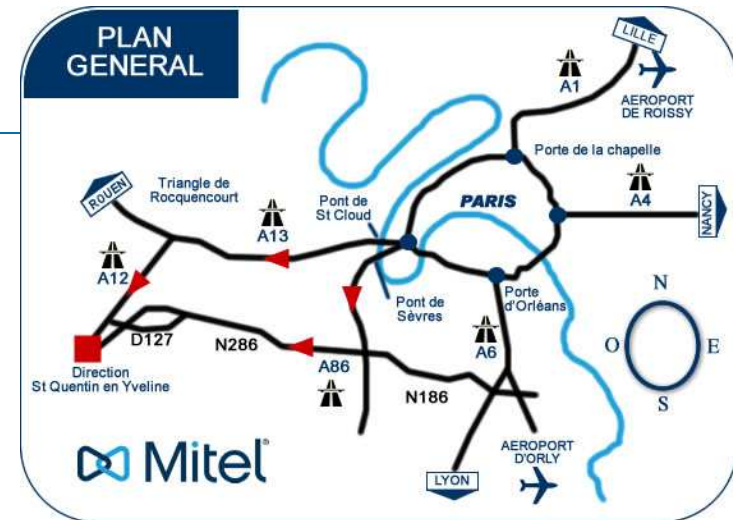 PLAN
GENERAL
LILLE
A1
AEROPORT
DE ROISSY
Porte de la chapelle
ROUEN
Triangle de
Rocquencourt
Pont de
St Cloud
PARIS
A4
NANCY
A13
A12
Pont de
Sèvres
Porte
d'Orléans
N
O
E
S
D127
N286
A86
A6
N186
Direction
St Quentin en Yveline
Mitel®
LYON
AEROPORT
D'ORLY